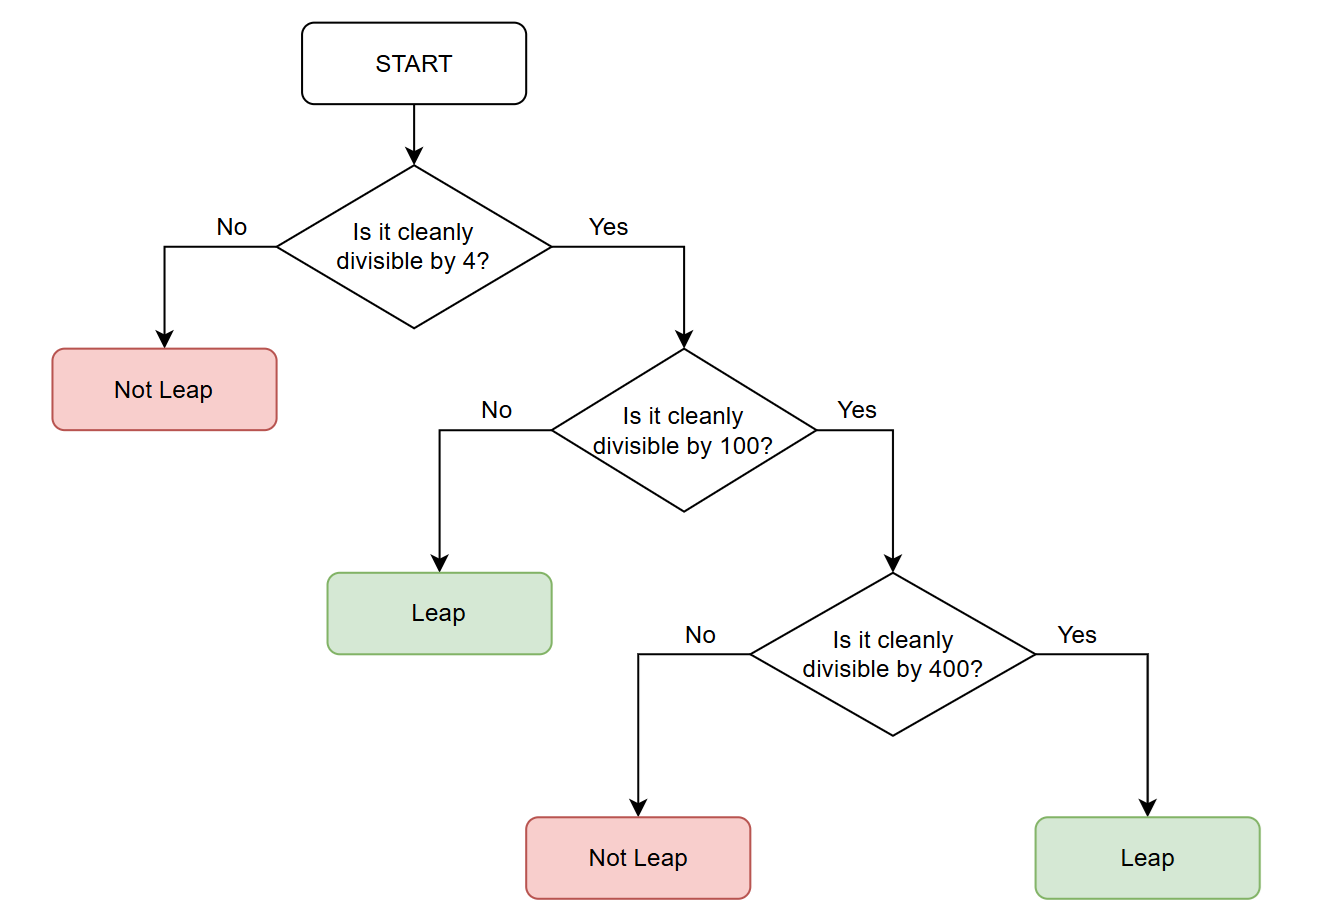 START
No
Is it cleanly
divisible by 4?
Yes
Not Leap
No
Is it cleanly
divisible by 100?
Yes
Leap
No
Is it cleanly
divisible by 400?
Yes
Not Leap
Leap